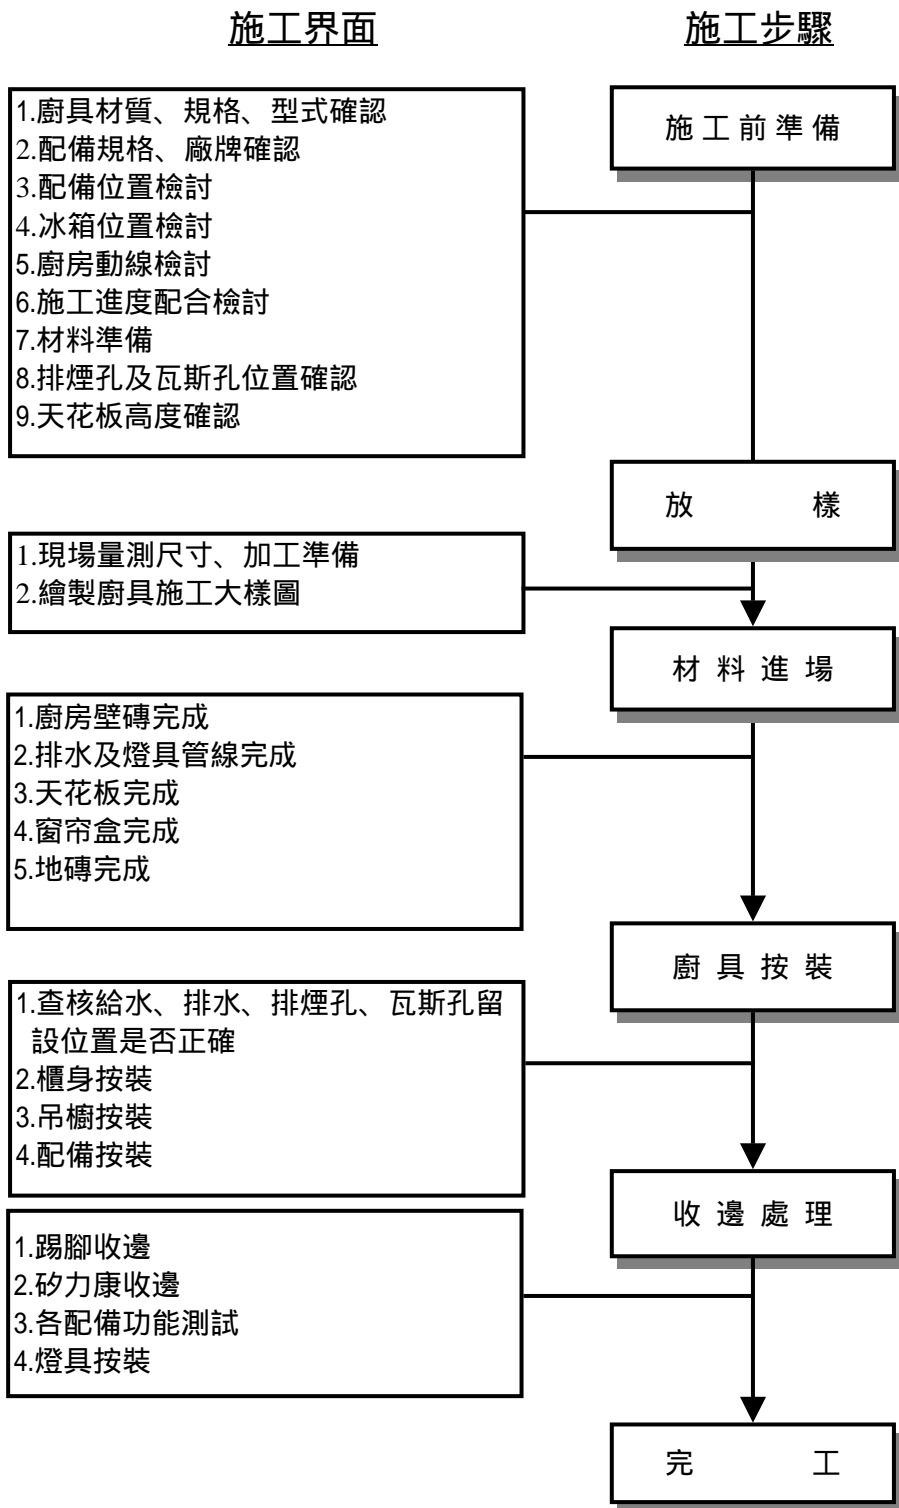 施工界面
施工步驟
施工前準備
1.廚具材質、規格、型式確認
2.配備規格、廠牌確認
3.配備位置檢討
4.冰箱位置檢討
5.廚房動線檢討
6.施工進度配合檢討
7.材料準備
8.排煙孔及瓦斯孔位置確認
9.天花板高度確認
放樣
1.現場量測尺寸、加工準備
2.繪製廚具施工大樣圖
材料進場
1.廚房壁磚完成
2.排水及燈具管線完成
3.天花板完成
4.窗帘盒完成
5.地磚完成
廚具按裝
1.查核給水、排水、排煙孔、瓦斯孔留
設位置是否正確
2.櫃身按裝
3.吊櫥按裝
4.配備按裝
收邊處理
1.踢腳收邊
2.矽力康收邊
3.各配備功能測試
4.燈具按裝
完工